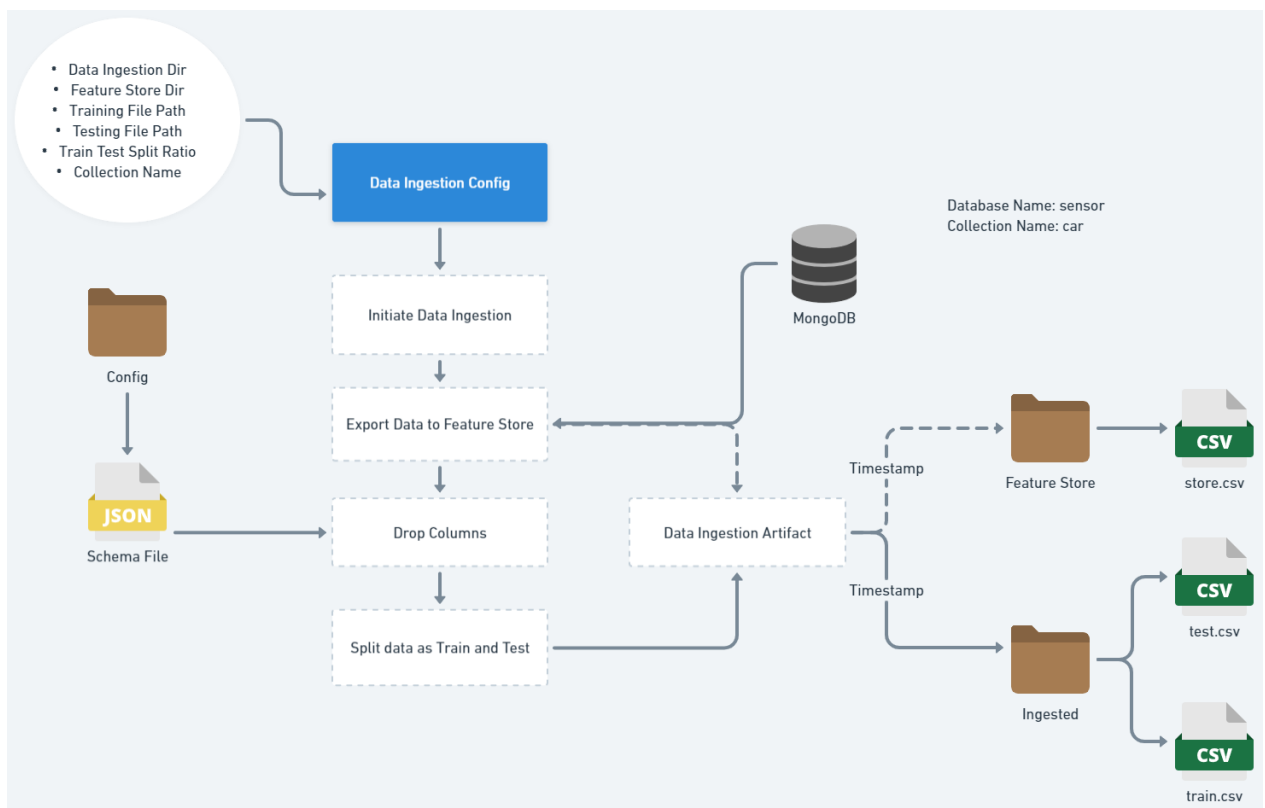 • Data Ingestion Dir
• Feature Store Dir
• Training File Path
• Testing File Path
• Train Test Split Ratio
• Collection Name
Data Ingestion Config
Database Name: sensor
Collection Name: car
Initiate Data Ingestion
MongoDB
Config
Export Data to Feature Store
CSV
Timestamp
Feature Store
store.csv
JSON
Schema File
Drop Columns
Data Ingestion Artifact
Timestamp
CSV
test.csv
Split data as Train and Test
Ingested
CSV
train.csv